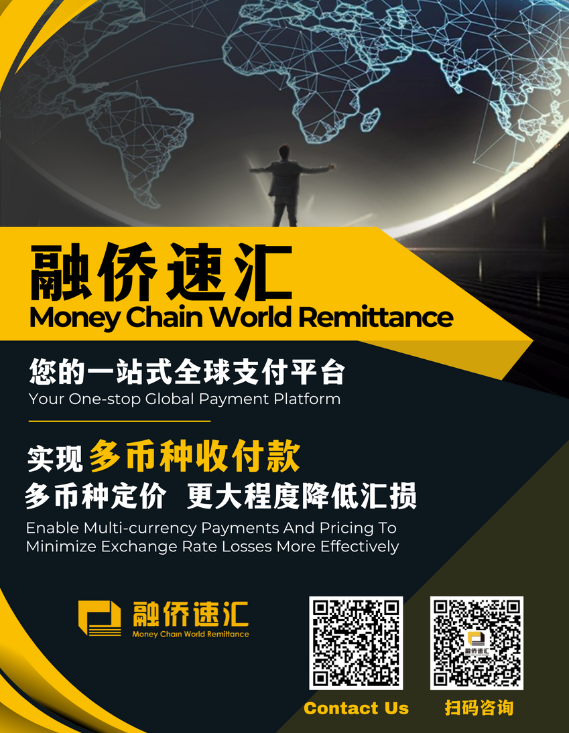 融侨速汇
Money Chain World Remittance
您的一站式全球支付平台
Your One-stop Global Payment Platform
实现多币种收付款
多币种定价 更大程度降低汇损
Enable Multi-currency Payments And Pricing To
Minimize Exchange Rate Losses More Effectively
融侨速汇
Money Chain World Remittance
Contact Us
扫码咨询